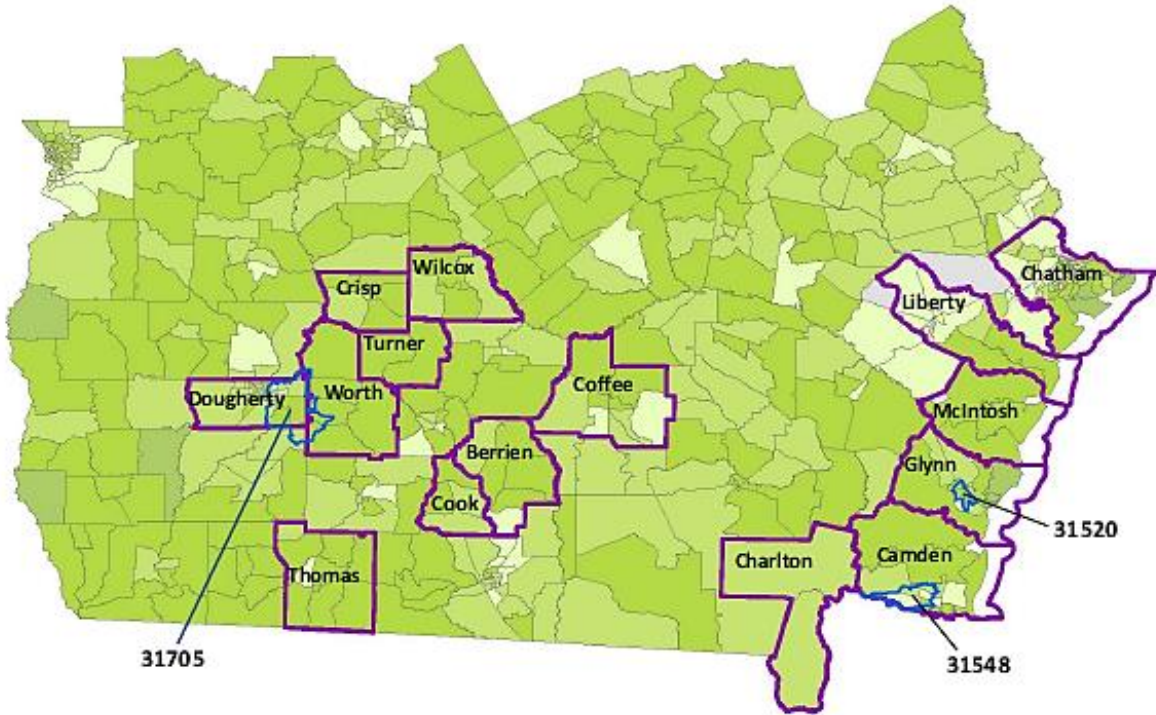 Wilcox
Chatham
Crisp
Liberty
Turner
Coffee
Dougherty
Worth
McIntosh
Berrien
Glynn
Cook
31520
Charlton
Camden
Thomas
31705
31548